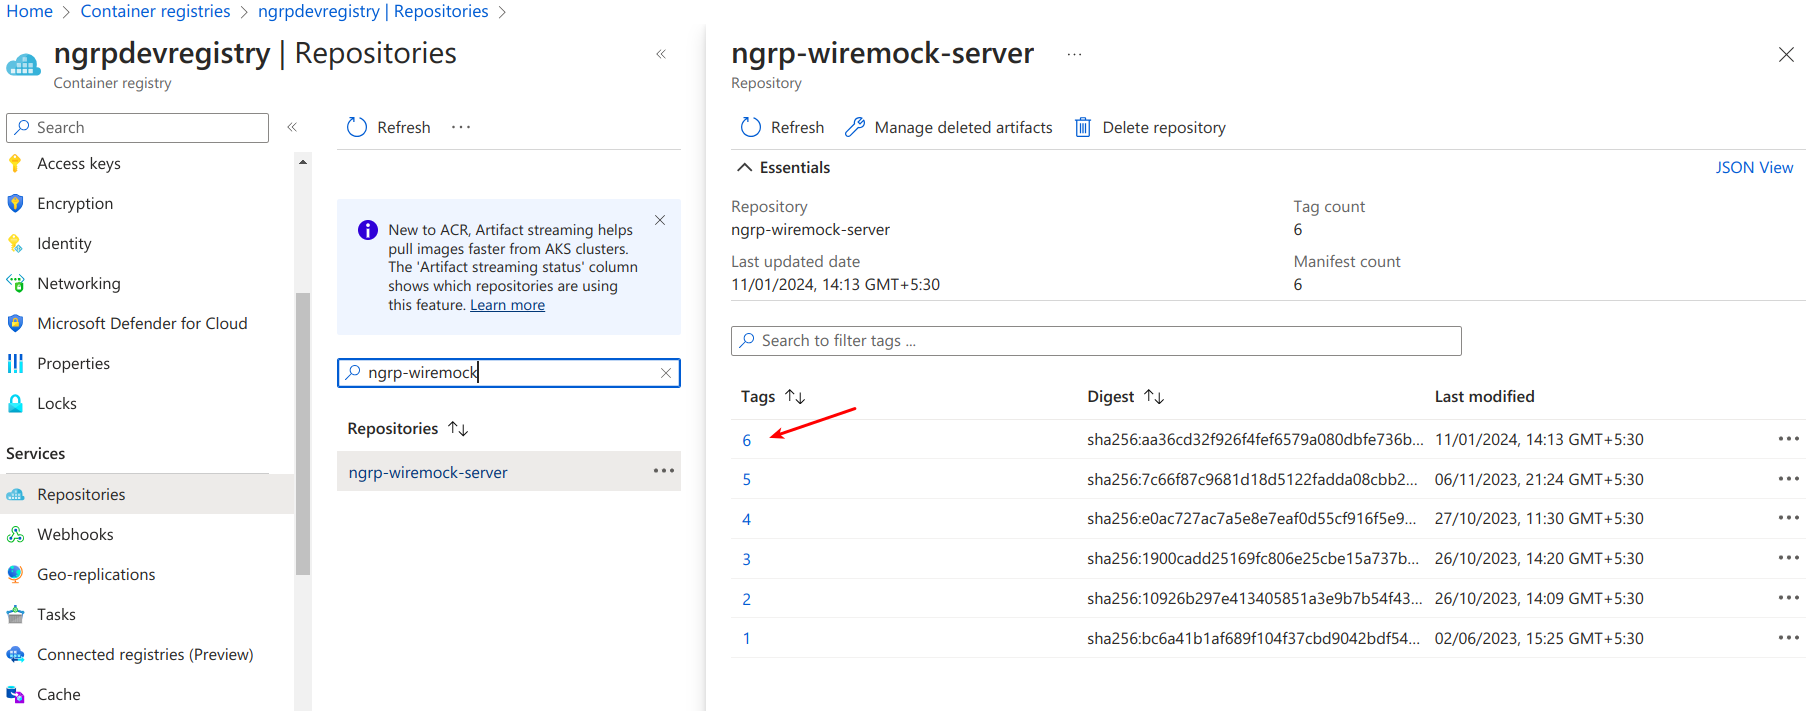 Home > Container registries > ngrpdevregistry | Repositories >
ngrpdevregistry | Repositories
Container registry
Search
Access keys
Encryption
Identity
Networking
Microsoft Defender for Cloud
Properties
Locks
Services
Repositories
Webhooks
Geo-replications
Tasks
Connected registries (Preview)
Cache
Refresh
New to ACR, Artifact streaming helps
pull images faster from AKS clusters.
The 'Artifact streaming status' column
shows which repositories are using
this feature. Learn more
ngrp-wiremock
Repositories
ngrp-wiremock-server
ngrp-wiremock-server
Repository
Refresh Manage deleted artifacts Delete repository
Essentials JSON View
Repository
ngrp-wiremock-server
Tag count
6
Last updated date
11/01/2024, 14:13 GMT+5:30
Manifest count
6
Search to filter tags ...
Tags Digest Last modified
6 sha256:aa36cd32f926f4fef6579a080dbfe736b... 11/01/2024, 14:13 GMT+5:30
5 sha256:7c66f87c9681d18d5122fadda08cbb2... 06/11/2023, 21:24 GMT+5:30
4 sha256:e0ac727ac7a5e8e7eaf0d55cf916f5e9... 27/10/2023, 11:30 GMT+5:30
3 sha256:1900cadd25169fc806e25cbe15a737b... 26/10/2023, 14:20 GMT+5:30
2 sha256:10926b297e413405851a3e9b7b54f43... 26/10/2023, 14:09 GMT+5:30
1 sha256:bc6a41b1af689f104f37cbd9042bdf54... 02/06/2023, 15:25 GMT+5:30